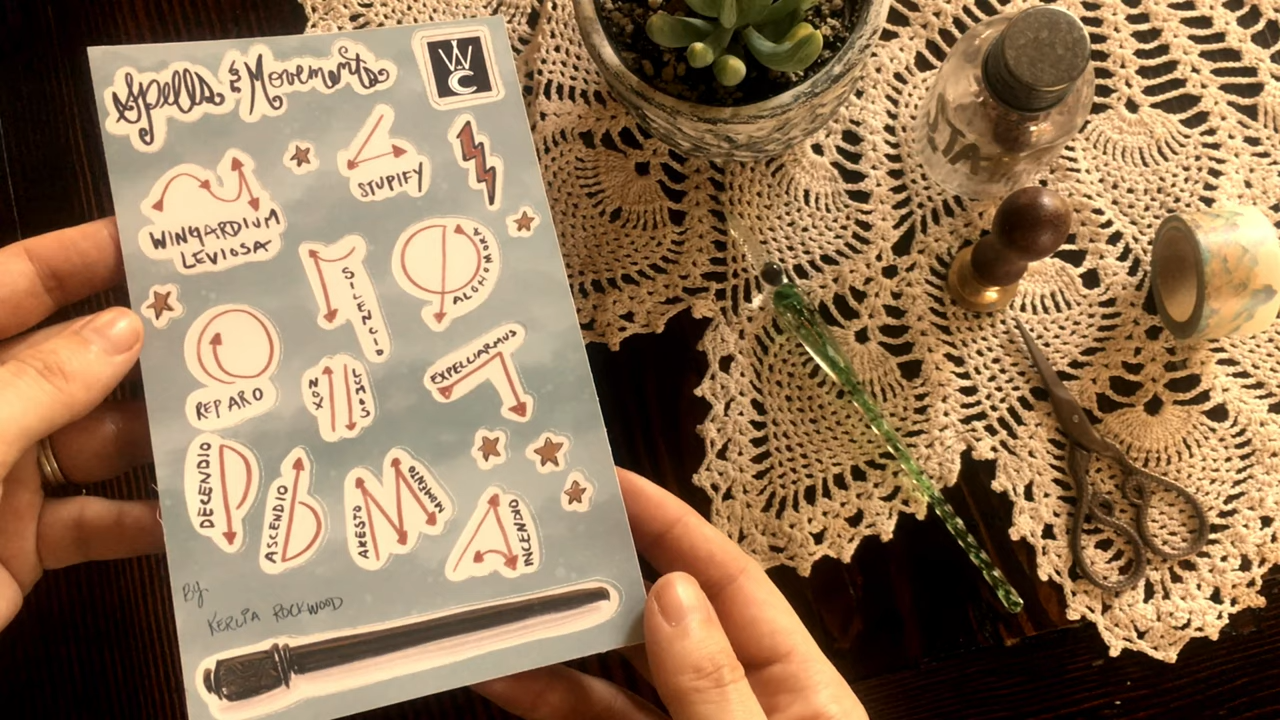 Spells & Movements
WC
STUPIFY
WINGARDIUM
LEVIOSA
SILENCIO
ALOHOMORA
REPARO
NOX
LUMOS
EXPELLIARMUS
DECENDIO
ASCENDIO
ARESTO
MOMENTO
INCENDIO
By.
KERLIA ROCKWOOD